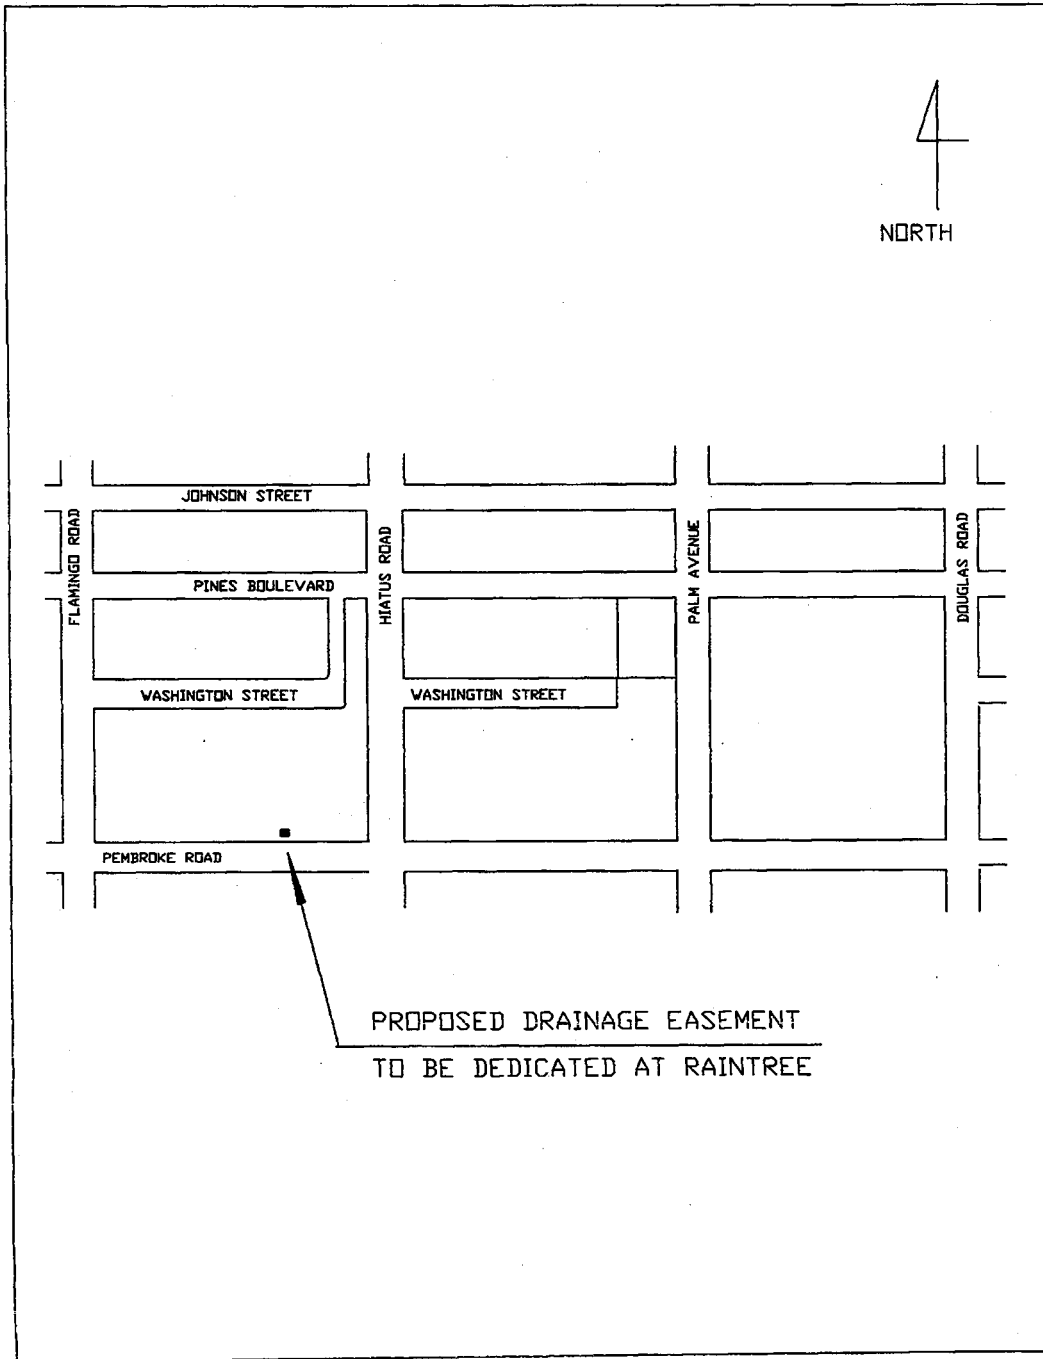 NORTH
JOHNSON STREET
FLAMINGO ROAD
HIATUS ROAD
PALM AVENUE
DOUGLAS ROAD
PINES BOULEVARD
WASHINGTON STREET
WASHINGTON STREET
PEMBROKE ROAD
PROPOSED DRAINAGE EASEMENT
TO BE DEDICATED AT RAINTREE